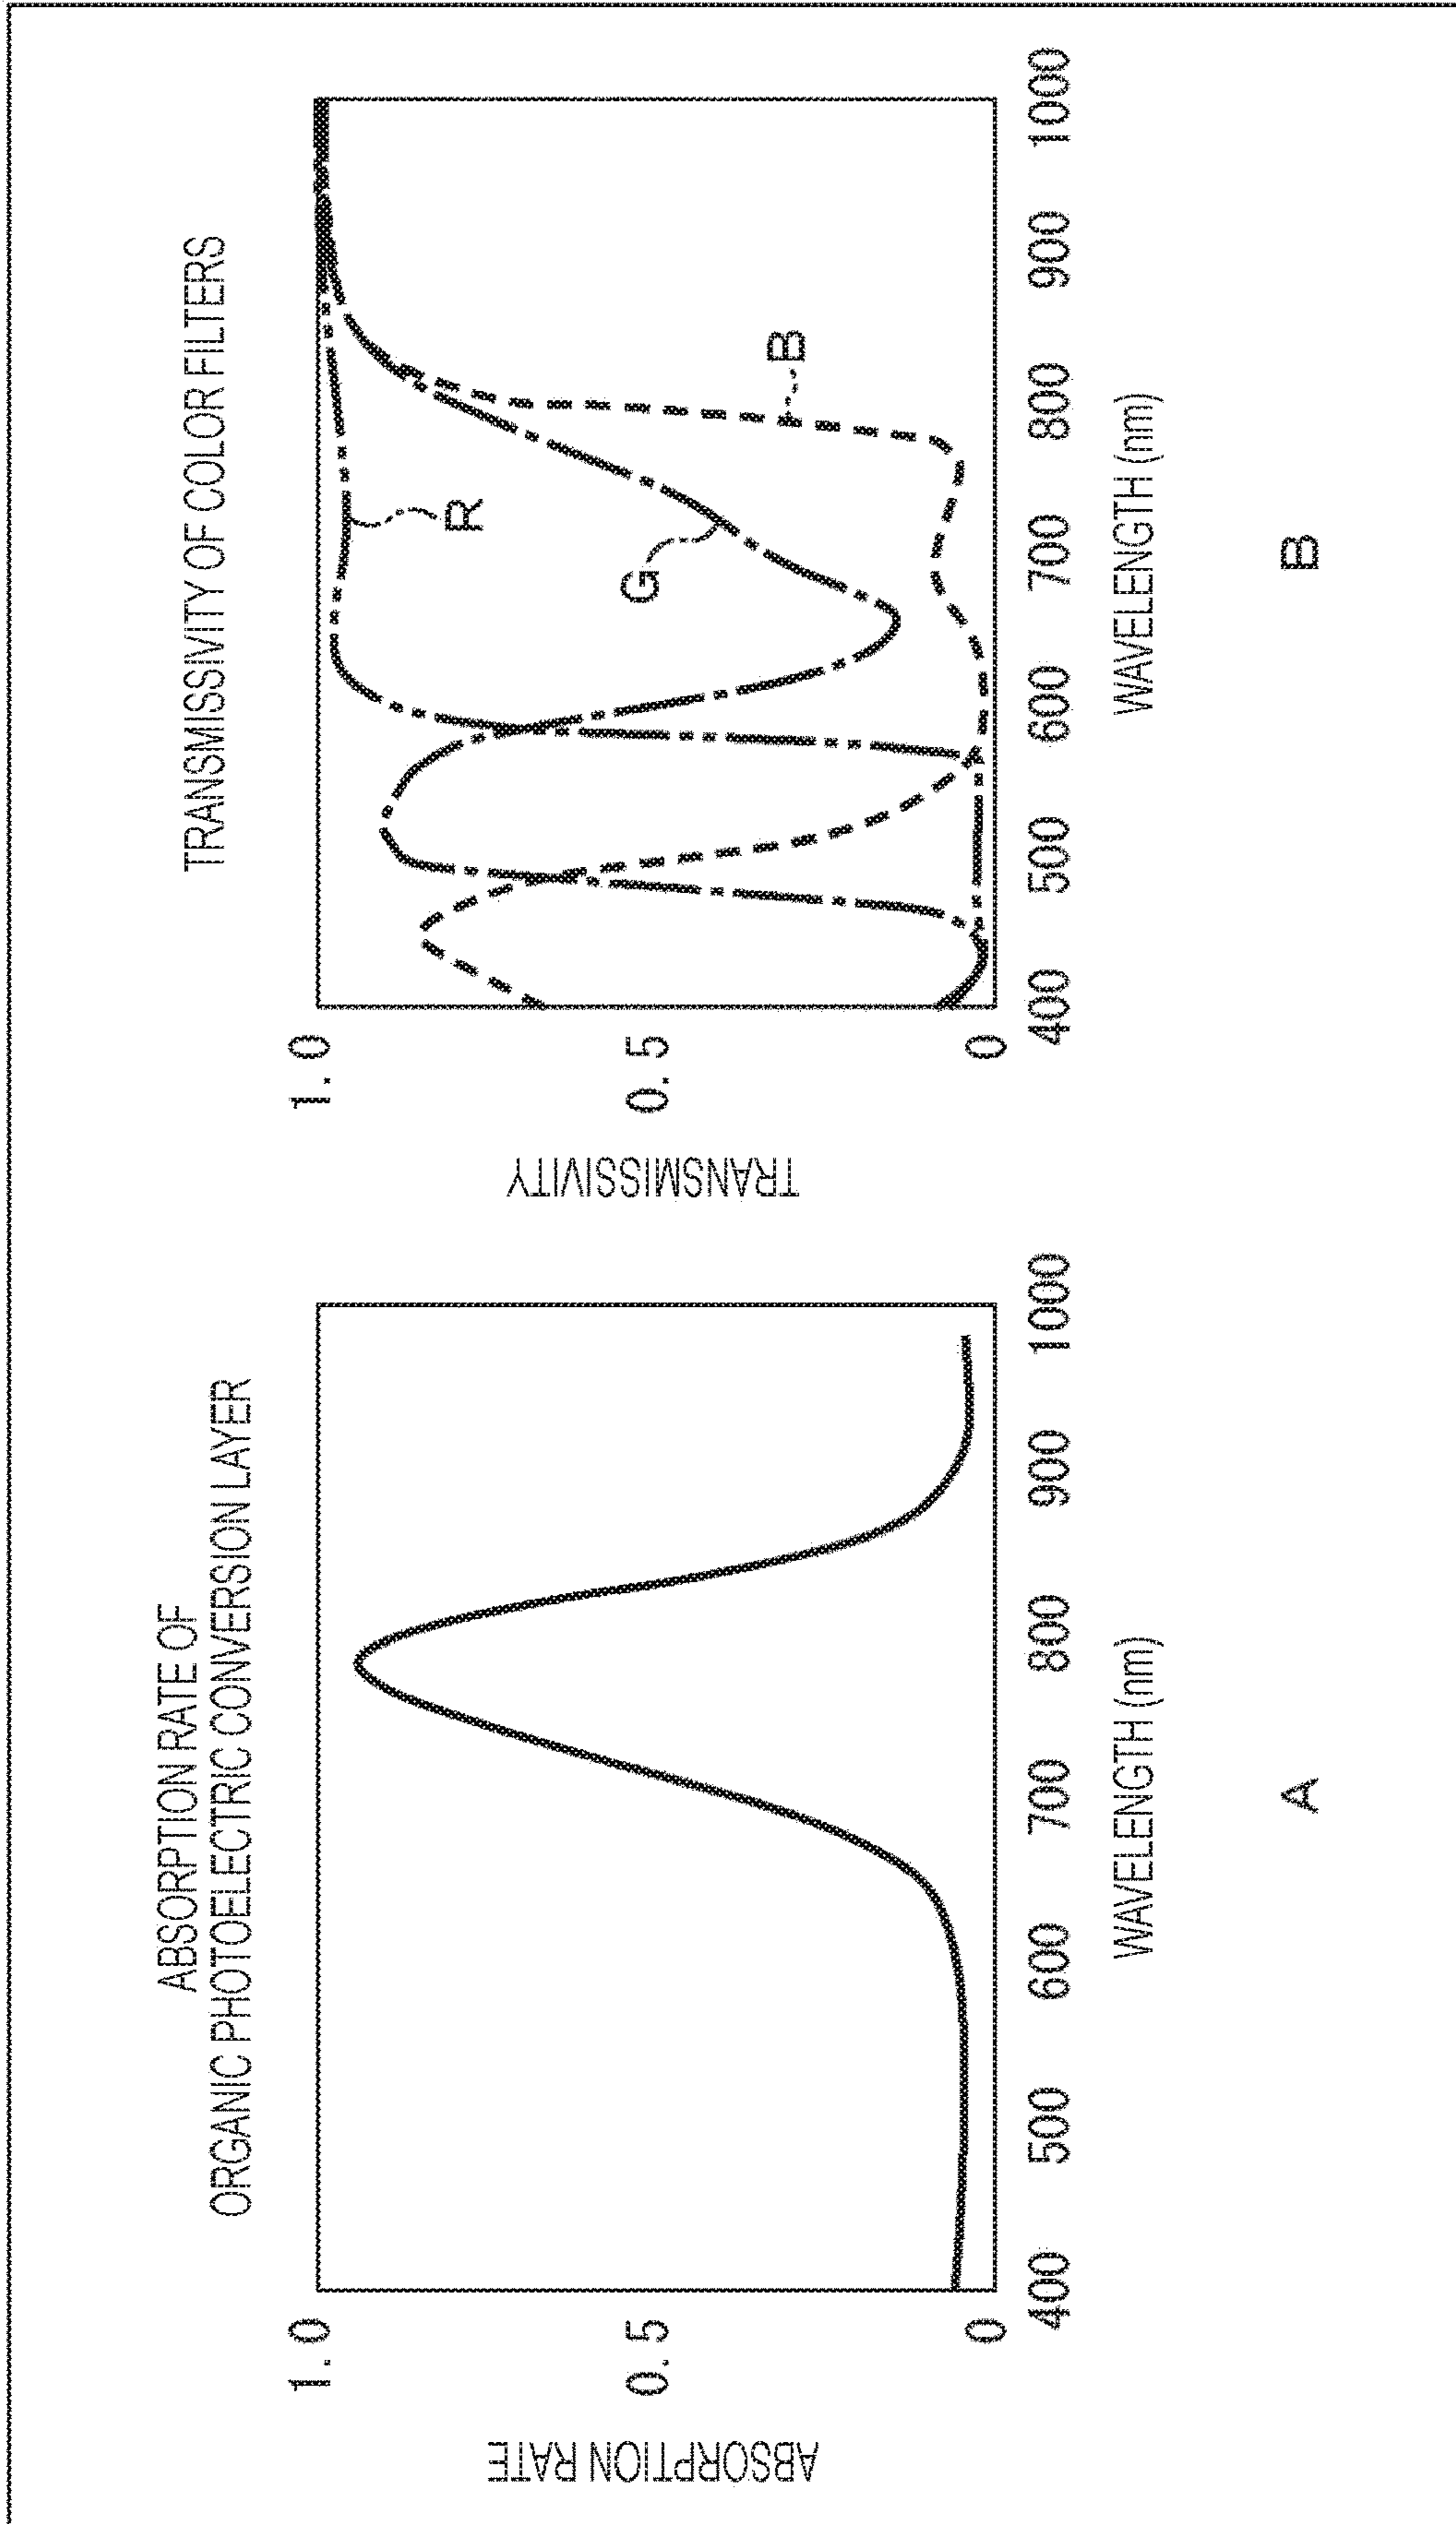 ABSORPTION RATE OF
ORGANIC PHOTOELECTRIC CONVERSION LAYER
ABSORPTION RATE
1.0
0.5
0
400 500 600 700 800 900 1000
WAVELENGTH (nm)
A
TRANSMISSIVITY OF COLOR FILTERS
TRANSMISSIVITY
1.0
0.5
0
R
G
B
400 500 600 700 800 900 1000
WAVELENGTH (nm)
B